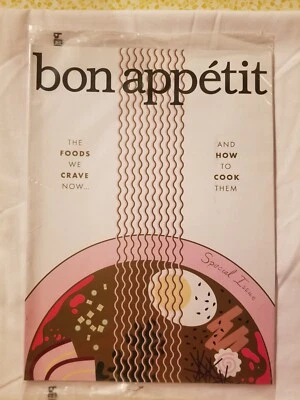 bon appétit
THE
FOODS
WE
CRAVE
NOW...
AND
HOW
TO
COOK
THEM
Special Issue